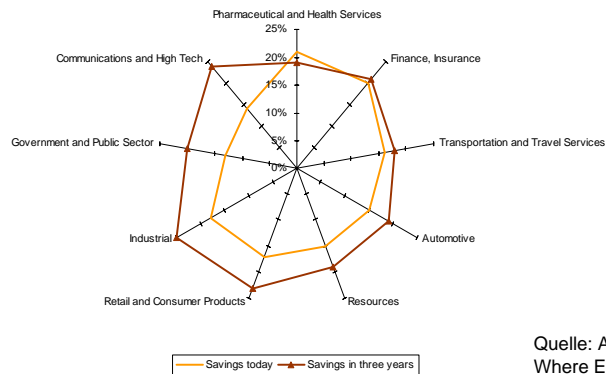 Pharmaceutical and Health Services
25%
Communications and High Tech
Finance, Insurance
20%
15%
10%
Government and Public Sector
Transportation and Travel Services
5%
0%
Industrial
Automotive
Retail and Consumer Products
Resources
Savings today
Savings in three years
Quelle: A
Where E